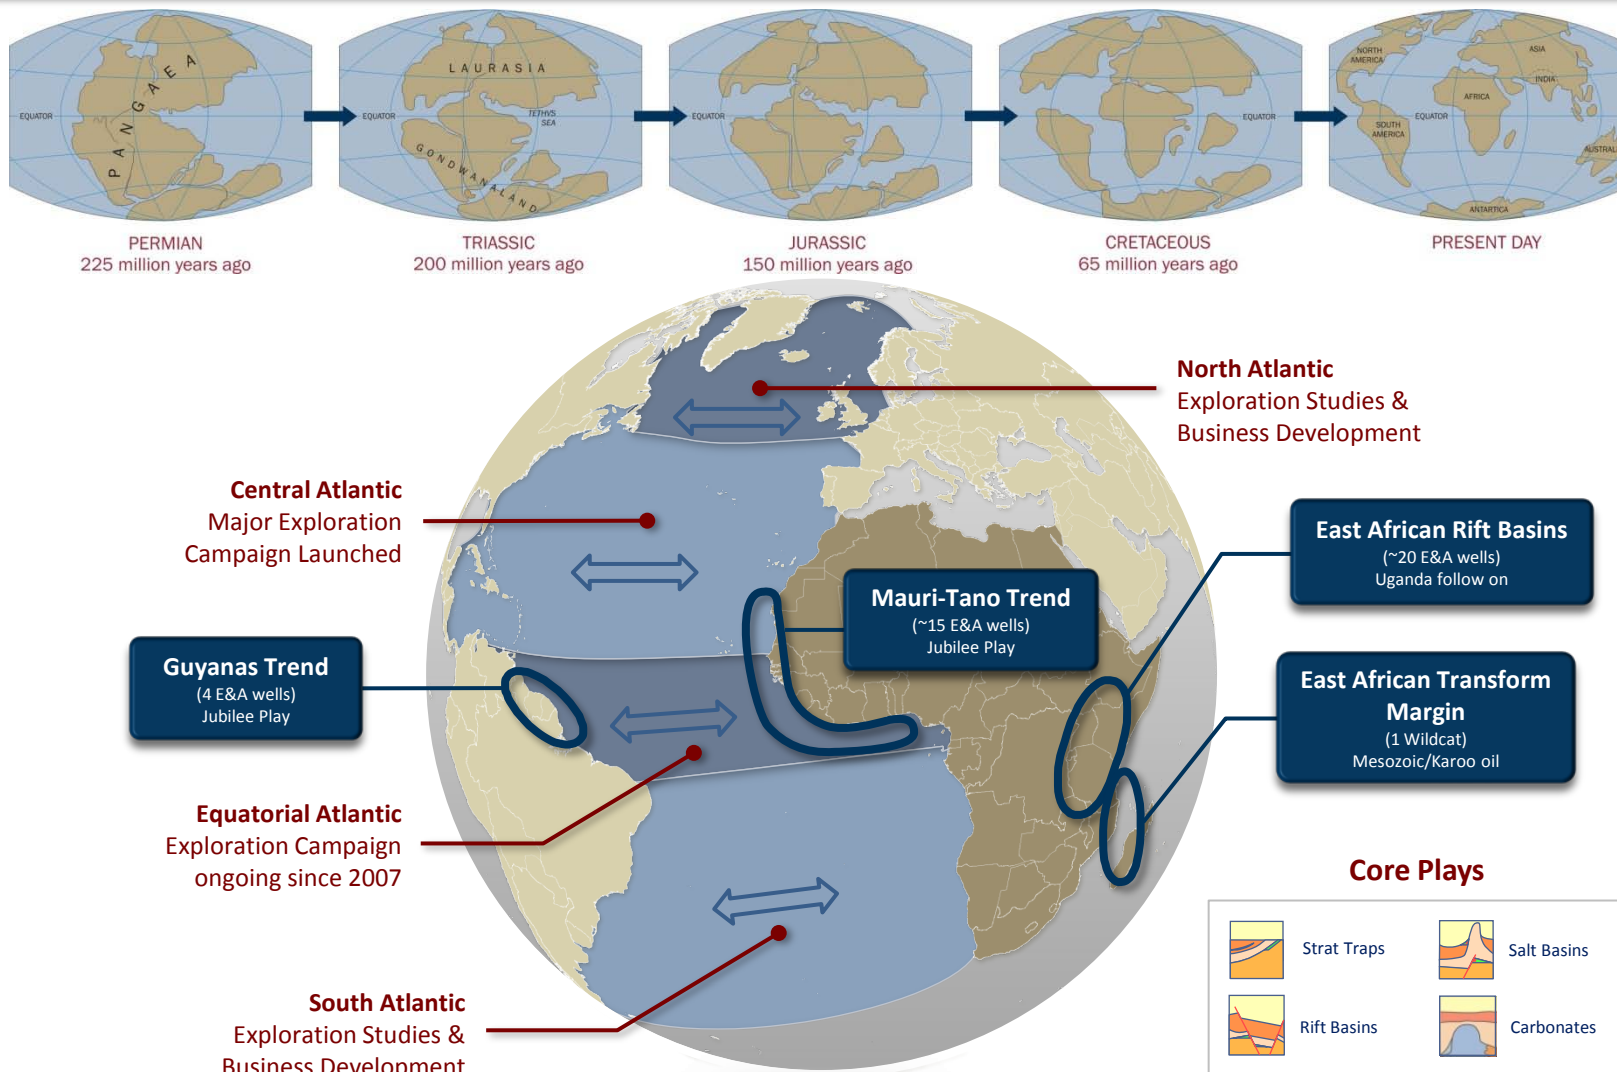 PANGAEA
EQUATOR
PERMIAN
225 million years ago
LAURASIA
EQUATOR
TETHYS
SEA
GONDWANALAND
TRIASSIC
200 million years ago
EQUATOR
JURASSIC
150 million years ago
EQUATOR
CRETACEOUS
65 million years ago
NORTH
AMERICA
ASIA
INDIA
AFRICA
EQUATOR
SOUTH
AMERICA
AUSTRAL
ANTARTICA
PRESENT DAY
North Atlantic
Exploration Studies &
Business Development
Central Atlantic
Major Exploration
Campaign Launched
East African Rift Basins
(~20 E&A wells)
Uganda follow on
Mauri-Tano Trend
(~15 E&A wells)
Jubilee Play
Guyanas Trend
(4 E&A wells)
Jubilee Play
East African Transform
Margin
(1 Wildcat)
Mesozoic/Karoo oil
Equatorial Atlantic
Exploration Campaign
ongoing since 2007
South Atlantic
Exploration Studies &
Business Development
Core Plays
Strat Traps
Salt Basins
Rift Basins
Carbonates